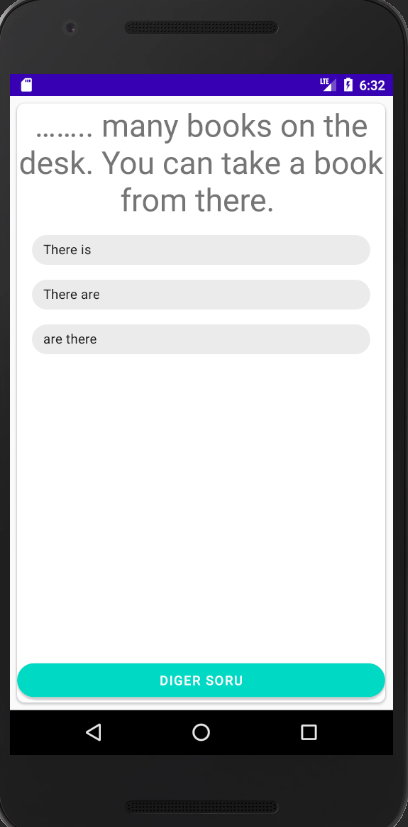 LTE 6:32
…….. many books on the
desk. You can take a book
from there.
There is
There are
are there
DIGER SORU